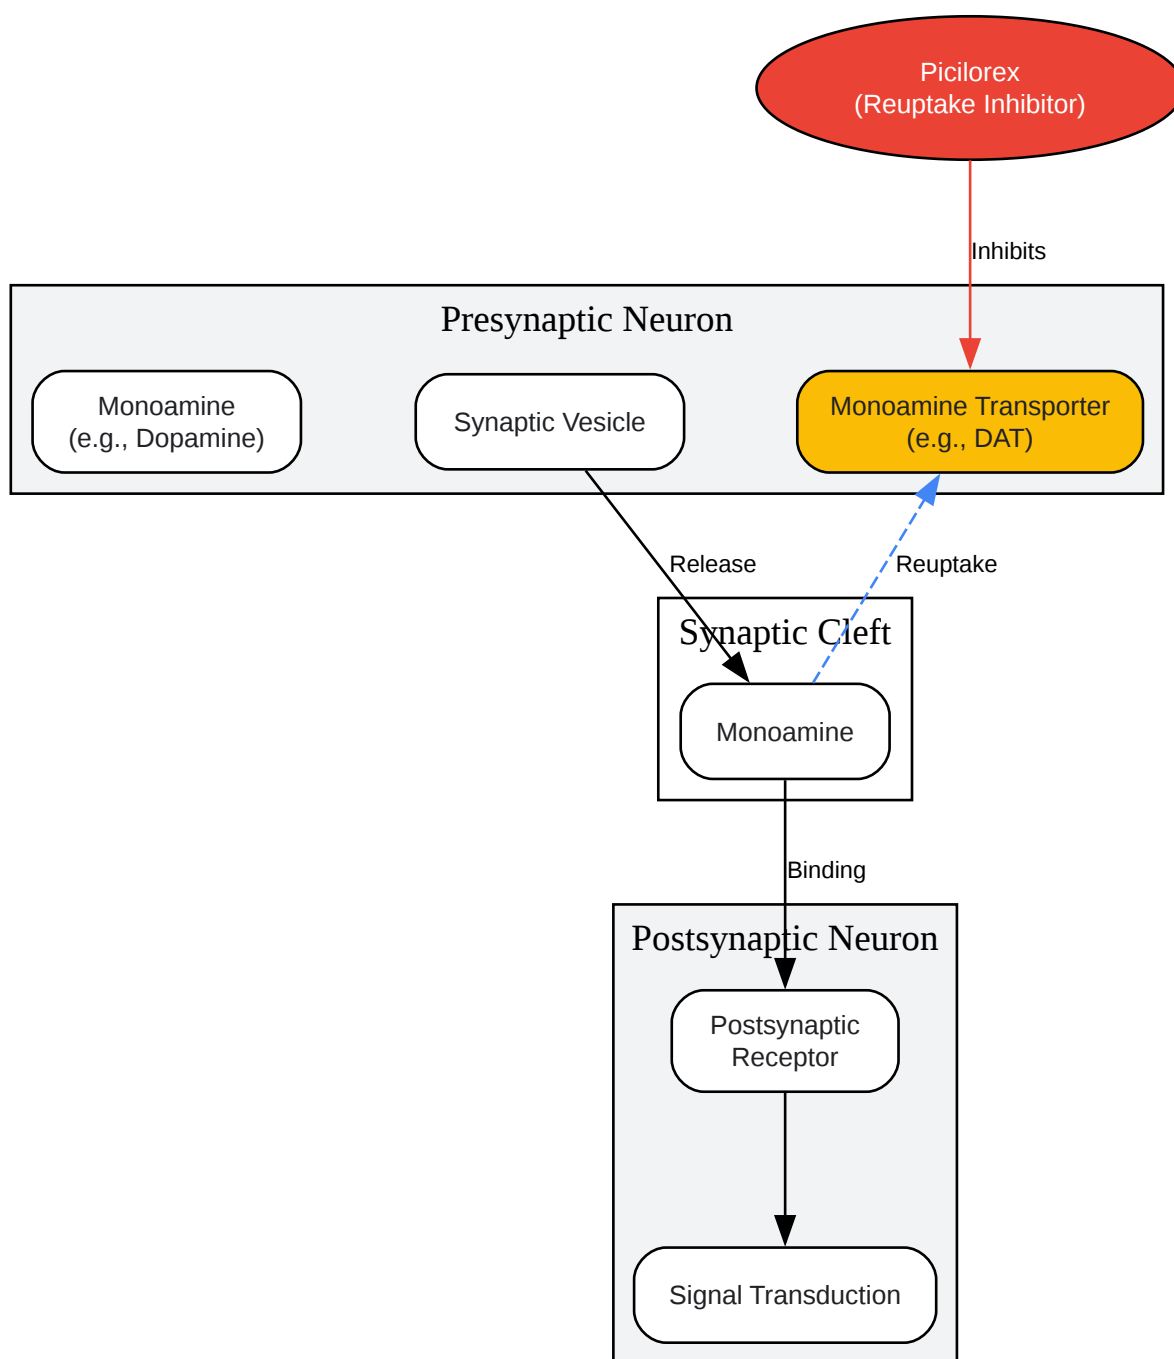 Picilorex
(Reuptake Inhibitor)
Inhibits
Presynaptic Neuron
Monoamine
(e.g., Dopamine)
Synaptic Vesicle
Monoamine Transporter
(e.g., DAT)
Release
Reuptake
Synaptic Cleft
Monoamine
Binding
Postsynaptic Neuron
Postsynaptic
Receptor
Signal Transduction